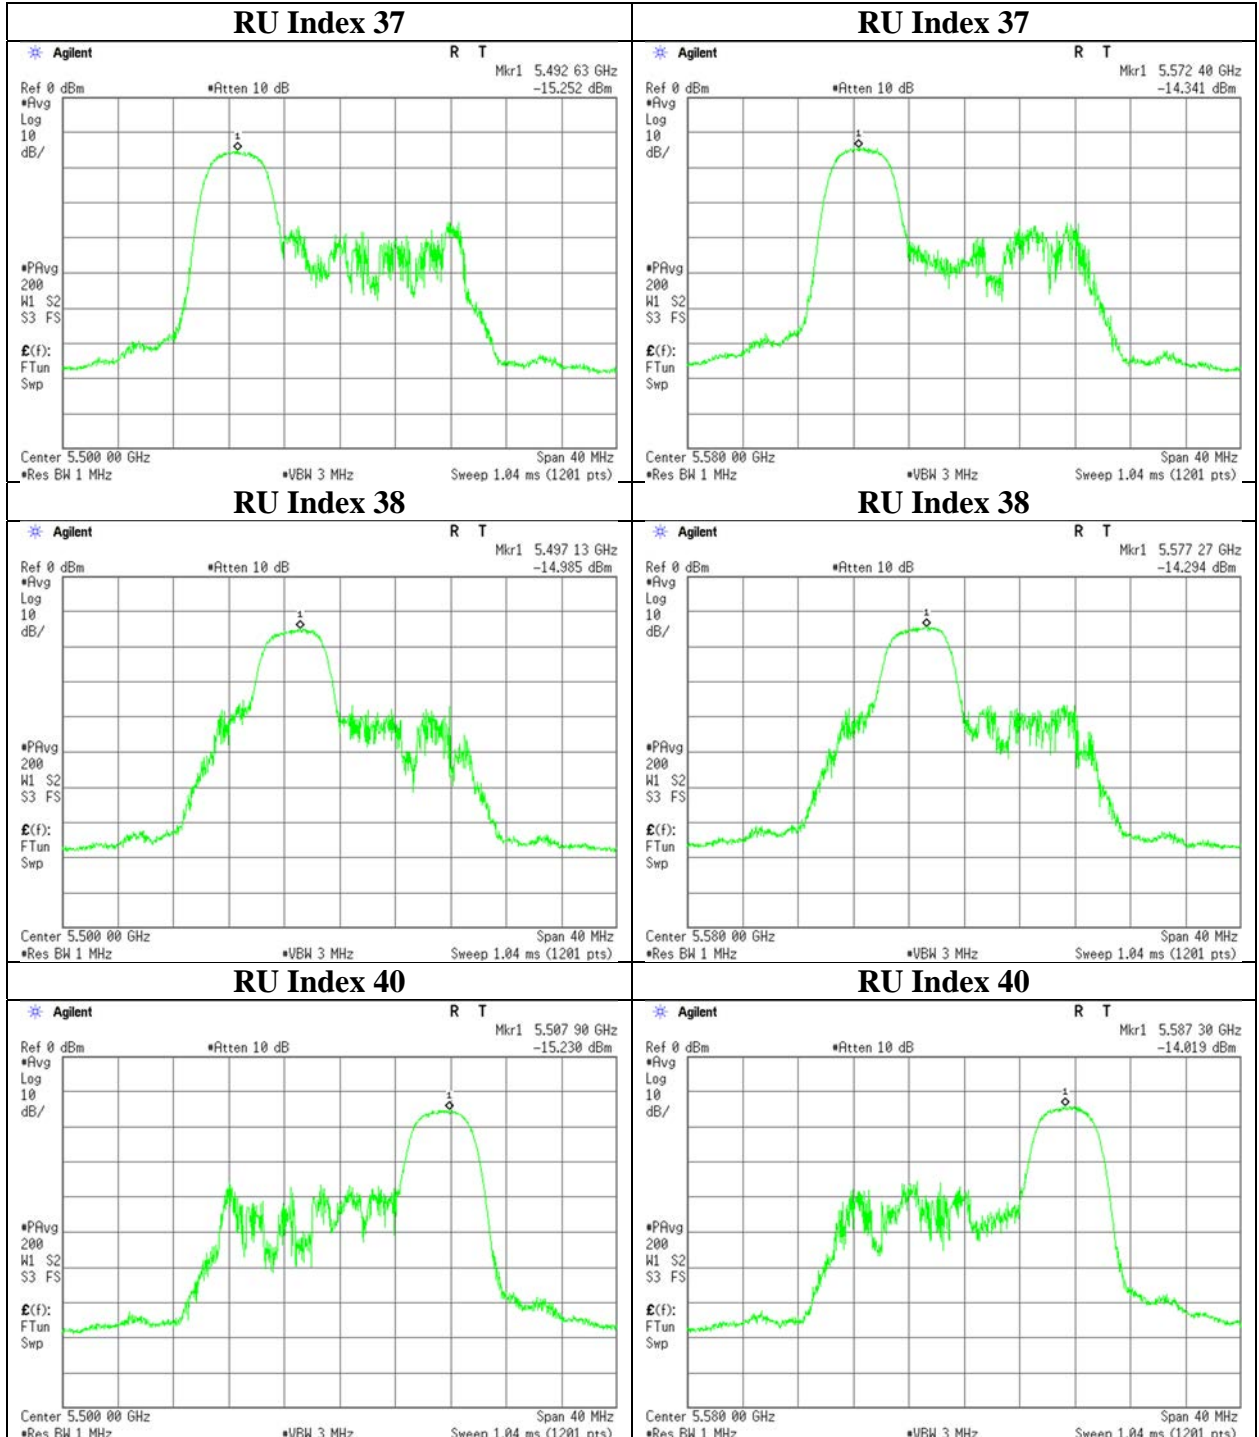 RU Index 37
Agilent
R T
Mkr1 5.492 63 GHz
Ref 0 dBm #Atten 10 dB -15.252 dBm
#Avg
Log
10
dB/
1
#PAvg
200
W1 S2
S3 FS
£(f):
FTun
Swp
Center 5.500 00 GHz Span 40 MHz
#Res BW 1 MHz #VBW 3 MHz Sweep 1.04 ms (1201 pts)
RU Index 37
Agilent
R T
Mkr1 5.572 40 GHz
Ref 0 dBm #Atten 10 dB -14.341 dBm
#Avg
Log
10
dB/
1
#PAvg
200
W1 S2
S3 FS
£(f):
FTun
Swp
Center 5.580 00 GHz Span 40 MHz
#Res BW 1 MHz #VBW 3 MHz Sweep 1.04 ms (1201 pts)
RU Index 38
Agilent
R T
Mkr1 5.497 13 GHz
Ref 0 dBm #Atten 10 dB -14.985 dBm
#Avg
Log
10
dB/
1
#PAvg
200
W1 S2
S3 FS
£(f):
FTun
Swp
Center 5.500 00 GHz Span 40 MHz
#Res BW 1 MHz #VBW 3 MHz Sweep 1.04 ms (1201 pts)
RU Index 38
Agilent
R T
Mkr1 5.577 27 GHz
Ref 0 dBm #Atten 10 dB -14.294 dBm
#Avg
Log
10
dB/
1
#PAvg
200
W1 S2
S3 FS
£(f):
FTun
Swp
Center 5.580 00 GHz Span 40 MHz
#Res BW 1 MHz #VBW 3 MHz Sweep 1.04 ms (1201 pts)
RU Index 40
Agilent
R T
Mkr1 5.507 90 GHz
Ref 0 dBm #Atten 10 dB -15.230 dBm
#Avg
Log
10
dB/
1
#PAvg
200
W1 S2
S3 FS
£(f):
FTun
Swp
Center 5.500 00 GHz Span 40 MHz
#Res BW 1 MHz #VBW 3 MHz Sweep 1.04 ms (1201 pts)
RU Index 40
Agilent
R T
Mkr1 5.587 30 GHz
Ref 0 dBm #Atten 10 dB -14.019 dBm
#Avg
Log
10
dB/
1
#PAvg
200
W1 S2
S3 FS
£(f):
FTun
Swp
Center 5.580 00 GHz Span 40 MHz
#Res BW 1 MHz #VBW 3 MHz Sweep 1.04 ms (1201 pts)